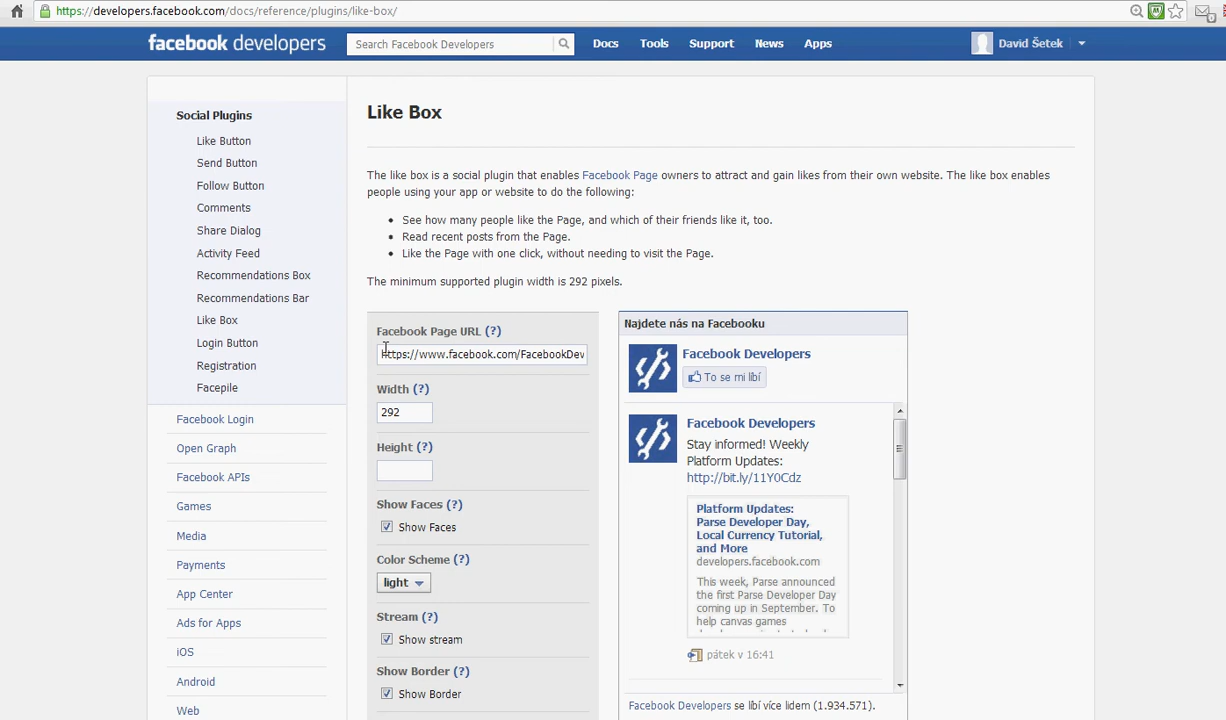 https://developers.facebook.com/docs/reference/plugins/like-box/
facebook developers
Search Facebook Developers
Docs
Tools
Support
News
Apps
David Šetek
Social Plugins
Like Button
Send Button
Follow Button
Comments
Share Dialog
Activity Feed
Recommendations Box
Recommendations Bar
Like Box
Login Button
Registration
Facepile
Facebook Login
Open Graph
Facebook APIs
Games
Media
Payments
App Center
Ads for Apps
iOS
Android
Web
Like Box
The like box is a social plugin that enables Facebook Page owners to attract and gain likes from their own website. The like box enables
people using your app or website to do the following:
See how many people like the Page, and which of their friends like it, too.
Read recent posts from the Page.
Like the Page with one click, without needing to visit the Page.
The minimum supported plugin width is 292 pixels.
Facebook Page URL (?)
https://www.facebook.com/FacebookDev
Width (?)
292
Height (?)
Show Faces (?)
Show Faces
Color Scheme (?)
light
Stream (?)
Show stream
Show Border (?)
Show Border
Najdete nás na Facebooku
Facebook Developers
To se mi líbí
Facebook Developers
Stay informed! Weekly
Platform Updates:
http://bit.ly/11Y0Cdz
Platform Updates:
Parse Developer Day,
Local Currency Tutorial,
and More
developers.facebook.com
This week, Parse announced
the first Parse Developer Day
coming up in September. To
help canvas games
pátek v 16:41
Facebook Developers se líbí více lidem (1.934.571).